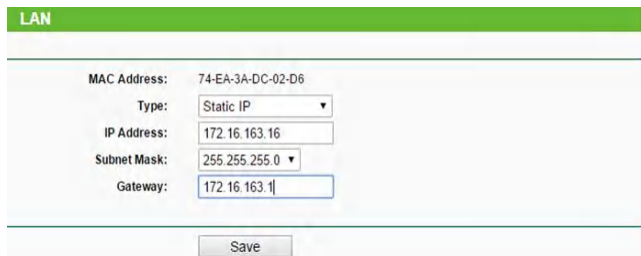 LAN
MAC Address: 74-EA-3A-DC-02-D6
Type: Static IP
IP Address: 172.16.163.16
Subnet Mask: 255.255.255.0
Gateway: 172.16.163.1
Save